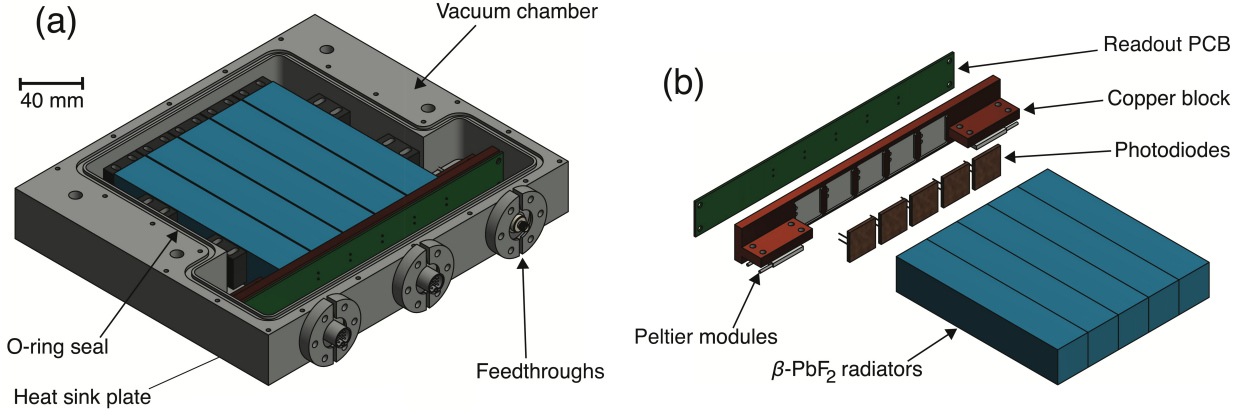 (a)
Vacuum chamber
40 mm
O-ring seal
Heat sink plate
Feedthroughs
(b)
Readout PCB
Copper block
Photodiodes
Peltier modules
β-PbF₂ radiators